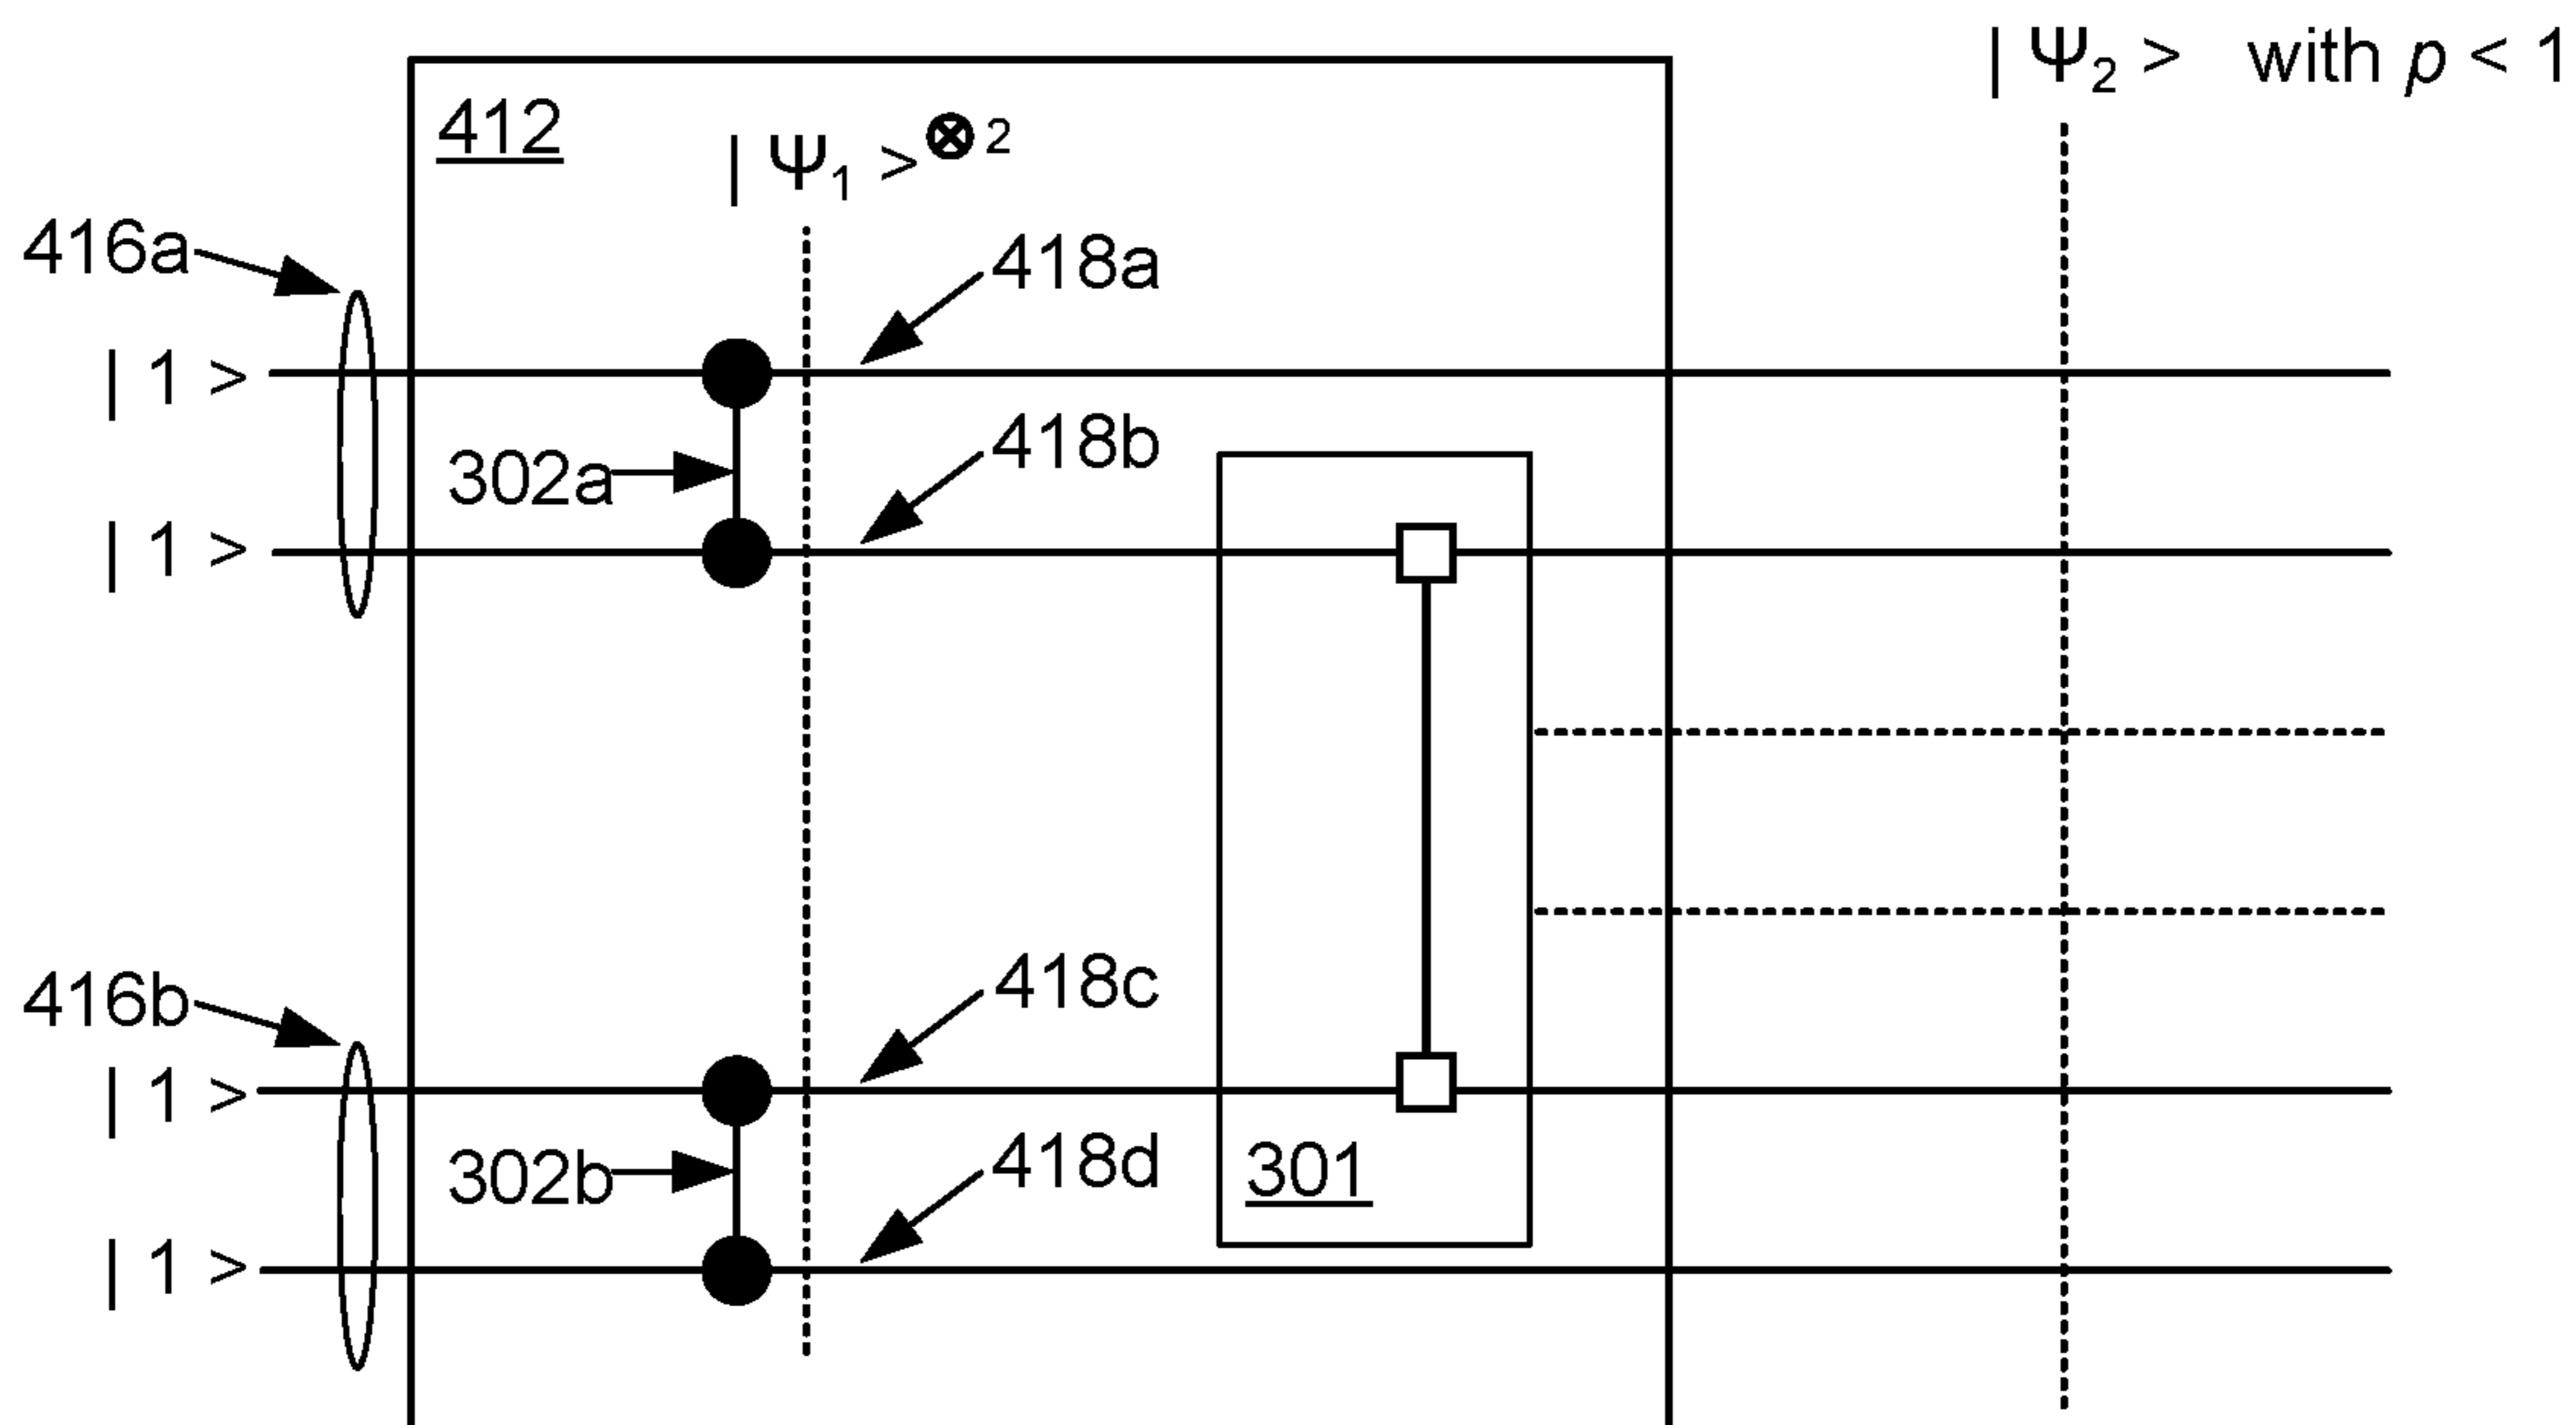 | Ψ2 > with p < 1
412
| Ψ1 >⊗2
416a
418a
| 1 >
418b
302a
| 1 >
418c
416b
| 1 >
418d
301
302b
| 1 >